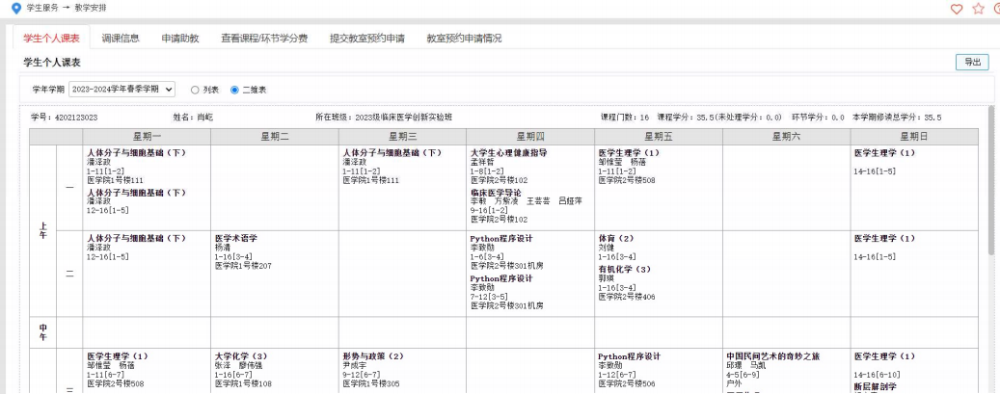 学生服务 → 教学安排
学生个人课表 调课信息 申请助教 查看课程/环节学分费 提交教室预约申请 教室预约申请情况
学生个人课表 导出
学年学期 2023-2024学年春季学期 列表 二维表
学号：4202123023 姓名：肖屹 所在班级：2023级临床医学创新实验班 课程门数：16 课程学分：35.5(未处理学分：0.0) 环节学分：0.0 本学期修读总学分：35.5
星期一 星期二 星期三 星期四 星期五 星期六 星期日
上午
一
人体分子与细胞基础（下）
潘泽政
1-11[1-2]
医学院1号楼111
人体分子与细胞基础（下）
潘泽政
12-16[1-5]
人体分子与细胞基础（下）
潘泽政
1-11[1-2]
医学院1号楼111
大学生心理健康指导
孟祥哲
1-8[1-2]
医学院2号楼102
临床医学导论
李敏 方紫凌 王芸芸 吕娅萍
9-16[1-2]
医学院2号楼102
医学生理学（1）
邹惟莹 杨蓓
1-11[1-2]
医学院2号楼508
医学生理学（1）
14-16[1-5]
二
人体分子与细胞基础（下）
潘泽政
12-16[1-5]
医学术语学
杨清
1-16[3-4]
医学院1号楼207
Python程序设计
李致勋
1-6[3-4]
医学院2号楼301机房
Python程序设计
李致勋
7-12[3-5]
医学院2号楼301机房
体育（2）
刘健
1-16[3-4]
有机化学（3）
郭瑛
1-16[3-4]
医学院2号楼406
医学生理学（1）
14-16[1-5]
中午
三
医学生理学（1）
邹惟莹 杨蓓
1-11[6-7]
医学院2号楼508
大学化学（3）
张泽 廖伟强
1-16[6-7]
医学院1号楼108
形势与政策（2）
尹成宇
9-12[6-7]
医学院1号楼305
Python程序设计
李致勋
1-12[6-7]
医学院2号楼506
中国民间艺术的奇妙之旅
邱璟 马凯
4-5[6-9]
户外
医学生理学（1）
14-16[6-10]
断层解剖学